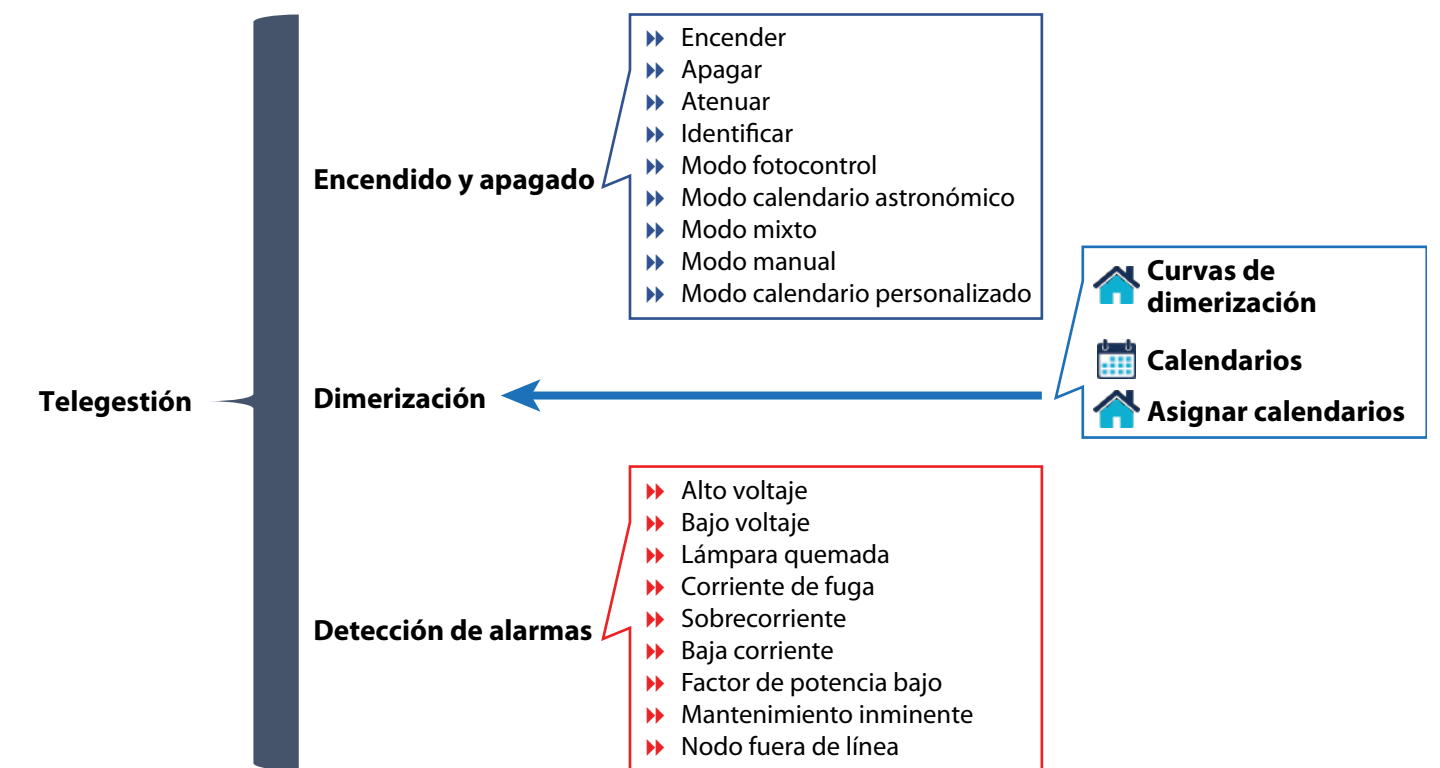 Telegestión
Encendido y apagado
Encender
Apagar
Atenuar
Identificar
Modo fotocontrol
Modo calendario astronómico
Modo mixto
Modo manual
Modo calendario personalizado
Dimerización
Curvas de
dimerización
Calendarios
Asignar calendarios
Detección de alarmas
Alto voltaje
Bajo voltaje
Lámpara quemada
Corriente de fuga
Sobrecorriente
Baja corriente
Factor de potencia bajo
Mantenimiento inminente
Nodo fuera de línea